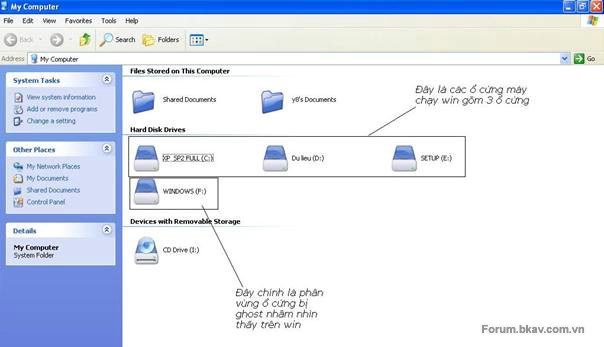 My Computer
File Edit View Favorites Tools Help
Back Search Folders
Address My Computer Go
System Tasks
View system information
Add or remove programs
Change a setting
Other Places
My Network Places
My Documents
Shared Documents
Control Panel
Details
My Computer
System Folder
Files Stored on This Computer
Shared Documents y8's Documents
Đây là các ổ cứng máy
chạy win gồm 3 ổ cứng
Hard Disk Drives
XP_SP2 FULL (C:) Du lieu (D:) SETUP (E:)
WINDOWS (F:)
Devices with Removable Storage
CD Drive (I:)
Đây chính là phân
vùng ổ cứng bị
ghost nhầm nhìn
thấy trên win
Forum.bkav.com.vn